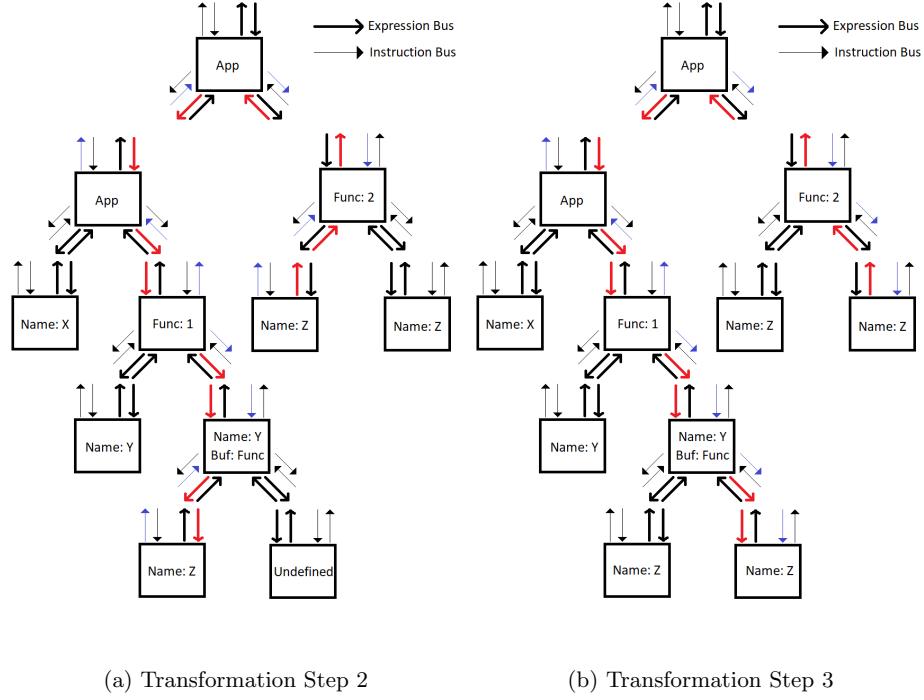 Expression Bus
Instruction Bus
App
App
Func: 2
Name: X
Func: 1
Name: Z
Name: Z
Name: Y
Name: Y
Buf: Func
Name: Z
Undefined
(a) Transformation Step 2
Expression Bus
Instruction Bus
App
App
Func: 2
Name: X
Func: 1
Name: Z
Name: Z
Name: Y
Name: Y
Buf: Func
Name: Z
Name: Z
(b) Transformation Step 3